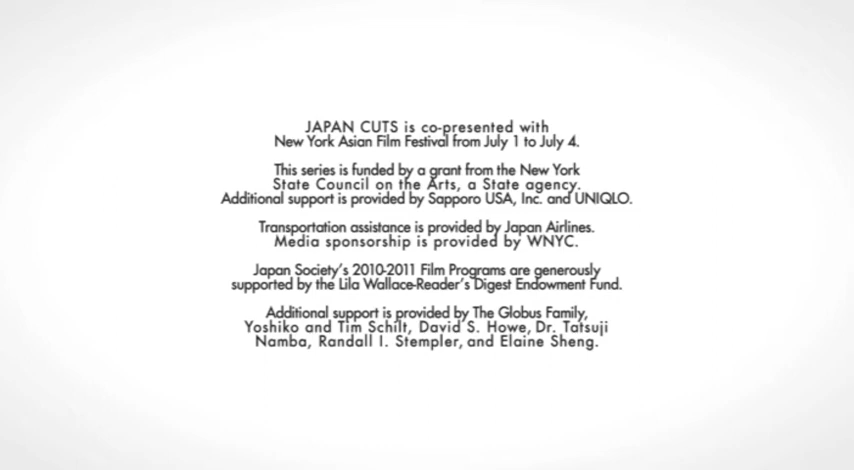 JAPAN CUTS is co-presented with
New York Asian Film Festival from July 1 to July 4.
This series is funded by a grant from the New York
State Council on the Arts, a State agency.
Additional support is provided by Sapporo USA, Inc. and UNIQLO.
Transportation assistance is provided by Japan Airlines.
Media sponsorship is provided by WNYC.
Japan Society's 2010-2011 Film Programs are generously
supported by the Lila Wallace-Reader's Digest Endowment Fund.
Additional support is provided by The Globus Family,
Yoshiko and Tim Schilt, David S. Howe, Dr. Tatsuji
Namba, Randall I. Stempler, and Elaine Sheng.